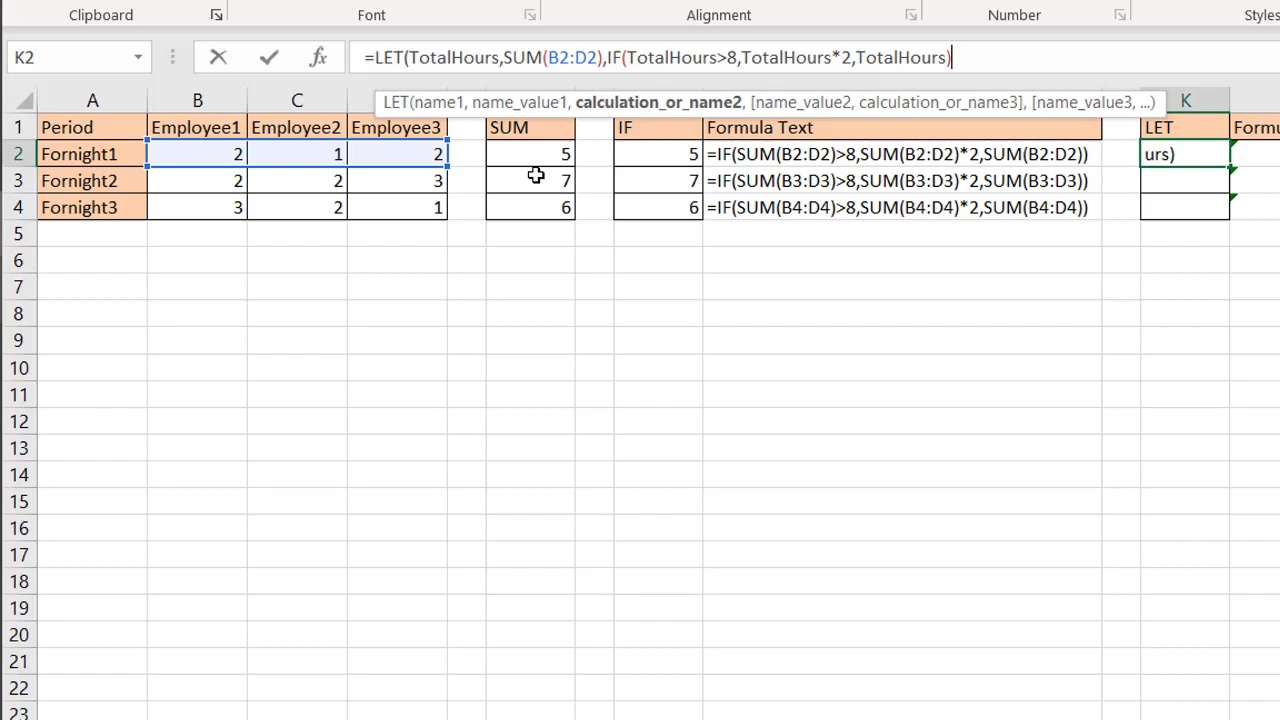 Clipboard Font Alignment Number Styles
K2 fx =LET(TotalHours,SUM(B2:D2),IF(TotalHours>8,TotalHours*2,TotalHours)
LET(name1, name_value1, calculation_or_name2, [name_value2, calculation_or_name3], [name_value3, ...)
A B C K
1 Period Employee1 Employee2 Employee3 SUM IF Formula Text LET Formu
2 Fornight1 2 1 2 5 5 =IF(SUM(B2:D2)>8,SUM(B2:D2)*2,SUM(B2:D2)) urs)
3 Fornight2 2 2 3 7 7 =IF(SUM(B3:D3)>8,SUM(B3:D3)*2,SUM(B3:D3))
4 Fornight3 3 2 1 6 6 =IF(SUM(B4:D4)>8,SUM(B4:D4)*2,SUM(B4:D4))
5
6
7
8
9
10
11
12
13
14
15
16
17
18
19
20
21
22
23